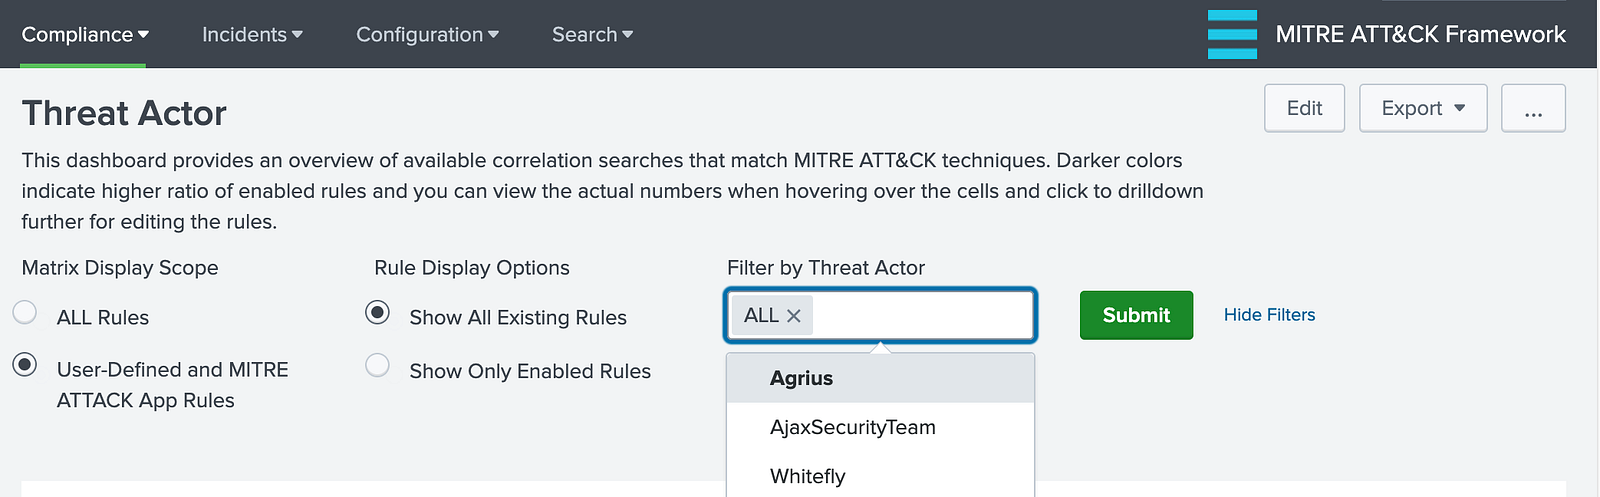 Compliance Incidents Configuration Search MITRE ATT&CK Framework
Threat Actor
Edit Export ...
This dashboard provides an overview of available correlation searches that match MITRE ATT&CK techniques. Darker colors
indicate higher ratio of enabled rules and you can view the actual numbers when hovering over the cells and click to drilldown
further for editing the rules.
Matrix Display Scope Rule Display Options Filter by Threat Actor
ALL Rules Show All Existing Rules ALL Submit Hide Filters
User-Defined and MITRE
ATTACK App Rules
Show Only Enabled Rules
Agrius
AjaxSecurityTeam
Whitefly